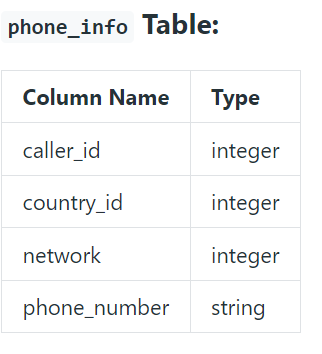 phone_info Table:
Column Name Type
caller_id integer
country_id integer
network integer
phone_number string